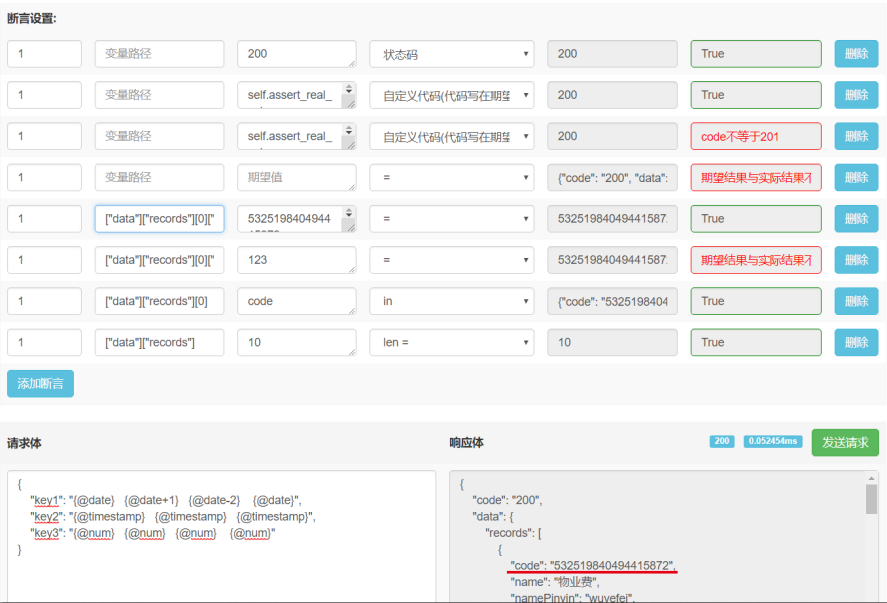 断言设置:
1 变量路径 200 状态码 200 True 删除
1 变量路径 self.assert_real_ 自定义代码(代码写在期望 200 True 删除
1 变量路径 self.assert_real_ 自定义代码(代码写在期望 200 code不等于201 删除
1 变量路径 期望值 = {"code": "200", "data": 期望结果与实际结果不 删除
1 ["data"]["records"][0][" 5325198404944 = 53251984049441587 True 删除
1 ["data"]["records"][0][" 123 = 53251984049441587 期望结果与实际结果不 删除
1 ["data"]["records"][0] code in {"code": "5325198404 True 删除
1 ["data"]["records"] 10 len = 10 True 删除
添加断言
请求体 响应体 200 0.052454ms 发送请求
{
"key1": "{@date} {@date+1} {@date-2} {@date}",
"key2": "{@timestamp} {@timestamp} {@timestamp}",
"key3": "{@num} {@num} {@num} {@num}"
}
{
"code": "200",
"data": {
"records": [
{
"code": "532519840494415872",
"name": "物业费",
"namePinyin": "wuyefei",